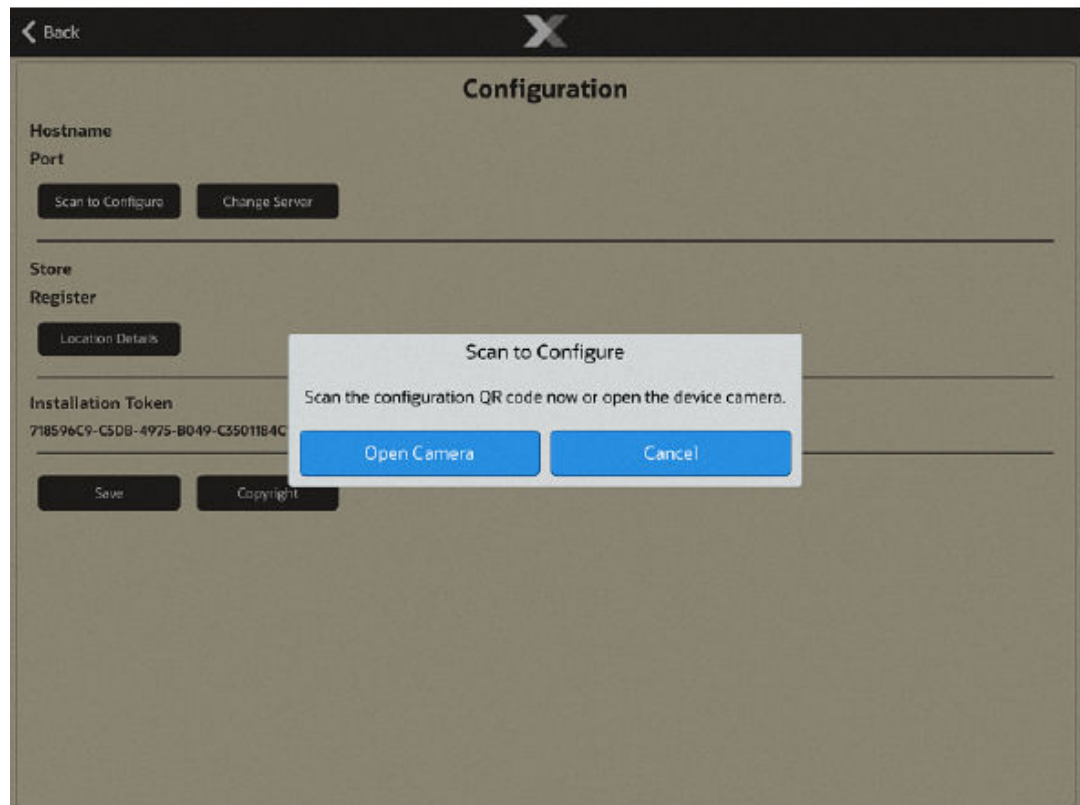 Back
Configuration
Hostname
Port
Scan to Configure Change Server
Store
Register
Location Details
Scan to Configure
Scan the configuration QR code now or open the device camera.
Open Camera Cancel
Installation Token
718596C9-C5DB-4975-B049-C3501184C
Save Copyright